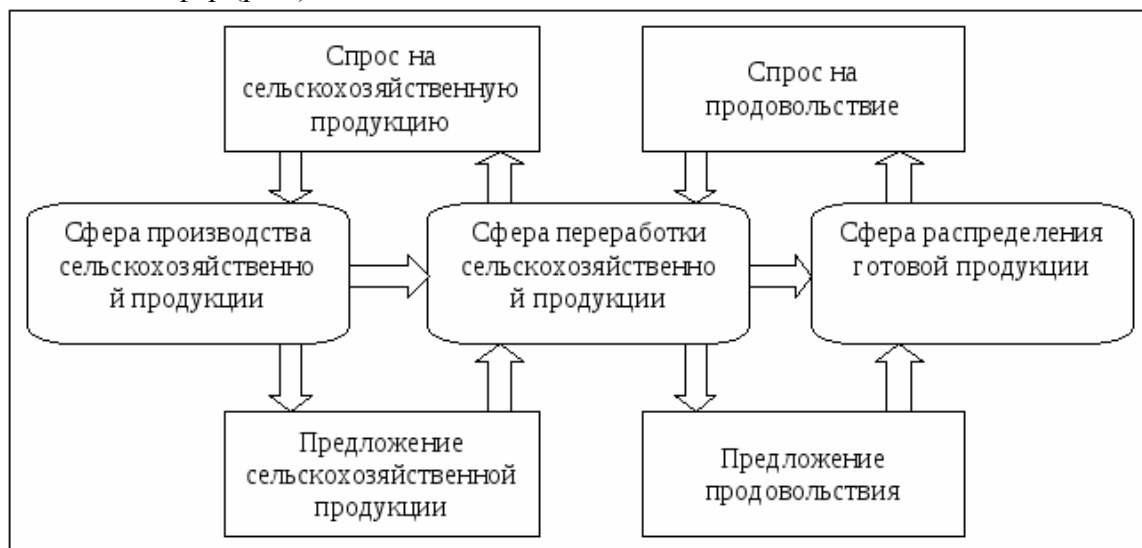 Спрос на
сельскохозяйственную
продукцию
Спрос на
продовольствие
Сфера производства
сельскохозяйственно
й продукции
Сфера переработки
сельскохозяйственно
й продукции
Сфера распределения
готовой продукции
Предложение
сельскохозяйственной
продукции
Предложение
продовольствия